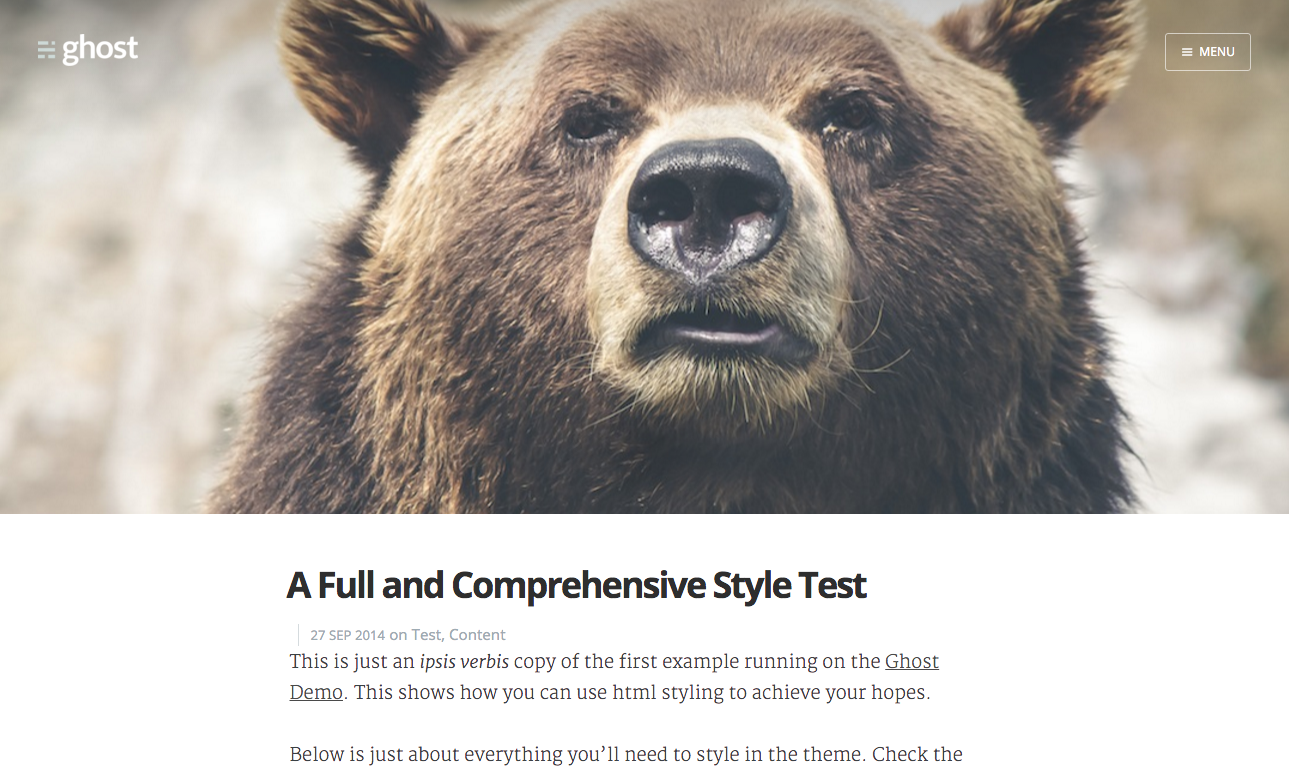 ghost
MENU
A Full and Comprehensive Style Test
27 SEP 2014 on Test, Content
This is just an ipsis verbis copy of the first example running on the Ghost
Demo. This shows how you can use html styling to achieve your hopes.
Below is just about everything you’ll need to style in the theme. Check the